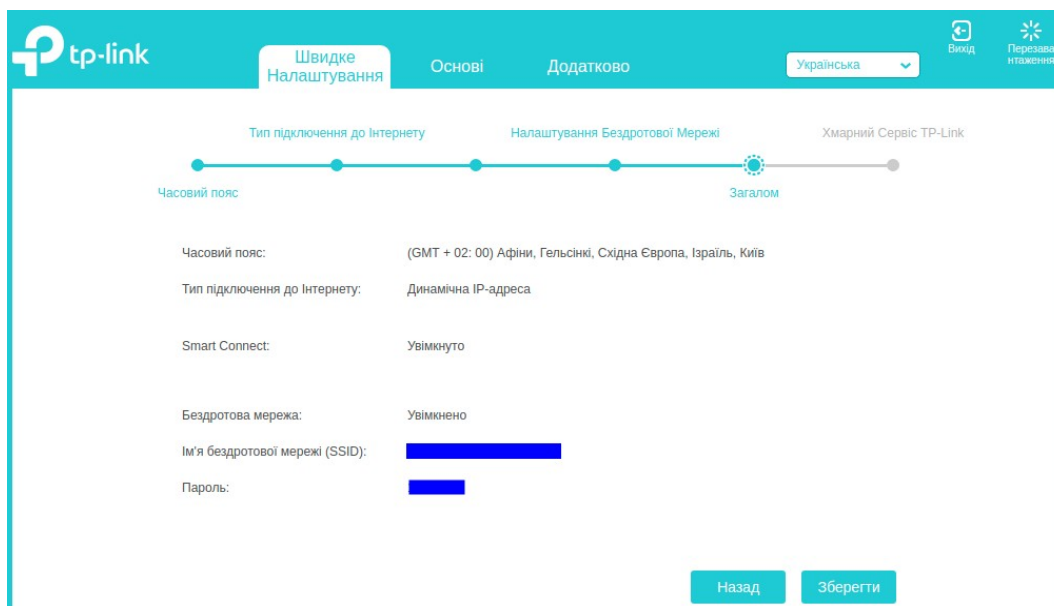 tp-link
Швидке
Налаштування
Основі
Додатково
Українська
Вихід
Перезава
нтаження
Тип підключення до Інтернету
Налаштування Бездротової Мережі
Хмарний Сервіс TP-Link
Часовий пояс
Загалом
Часовий пояс: (GMT + 02: 00) Афіни, Гельсінкі, Східна Європа, Ізраїль, Київ
Тип підключення до Інтернету: Динамічна IP-адреса
Smart Connect: Увімкнуто
Бездротова мережа: Увімкнено
Ім'я бездротової мережі (SSID):
Пароль:
Назад
Зберегти